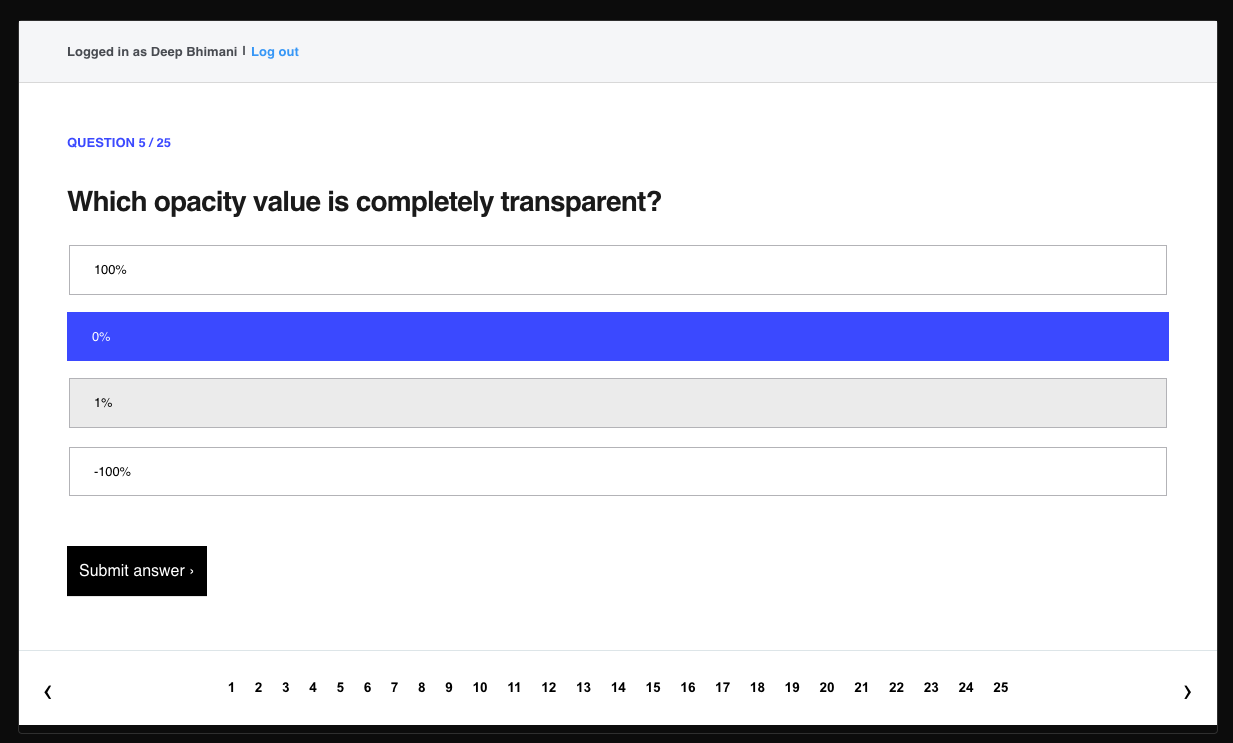 Logged in as Deep Bhimani | Log out
QUESTION 5 / 25
Which opacity value is completely transparent?
100%
0%
1%
-100%
Submit answer ›
‹ 1 2 3 4 5 6 7 8 9 10 11 12 13 14 15 16 17 18 19 20 21 22 23 24 25 ›